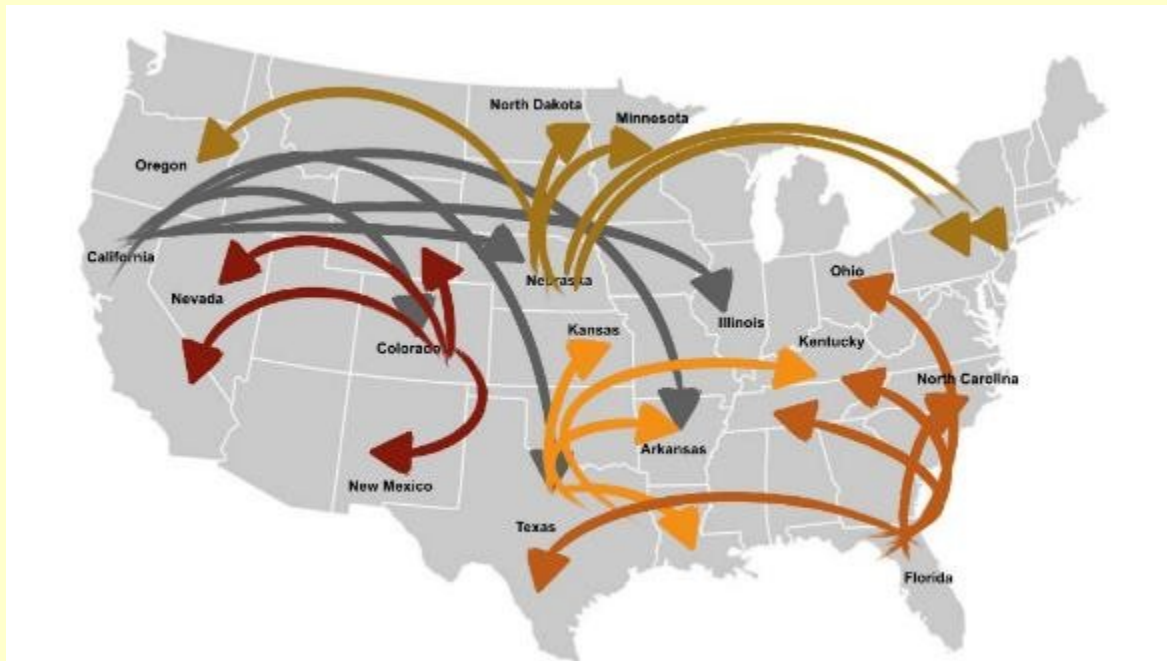 North Dakota
Minnesota
Oregon
California
Nebraska
Ohio
Nevada
Illinois
Kansas
Kentucky
Colorado
North Carolina
Arkansas
New Mexico
Texas
Florida